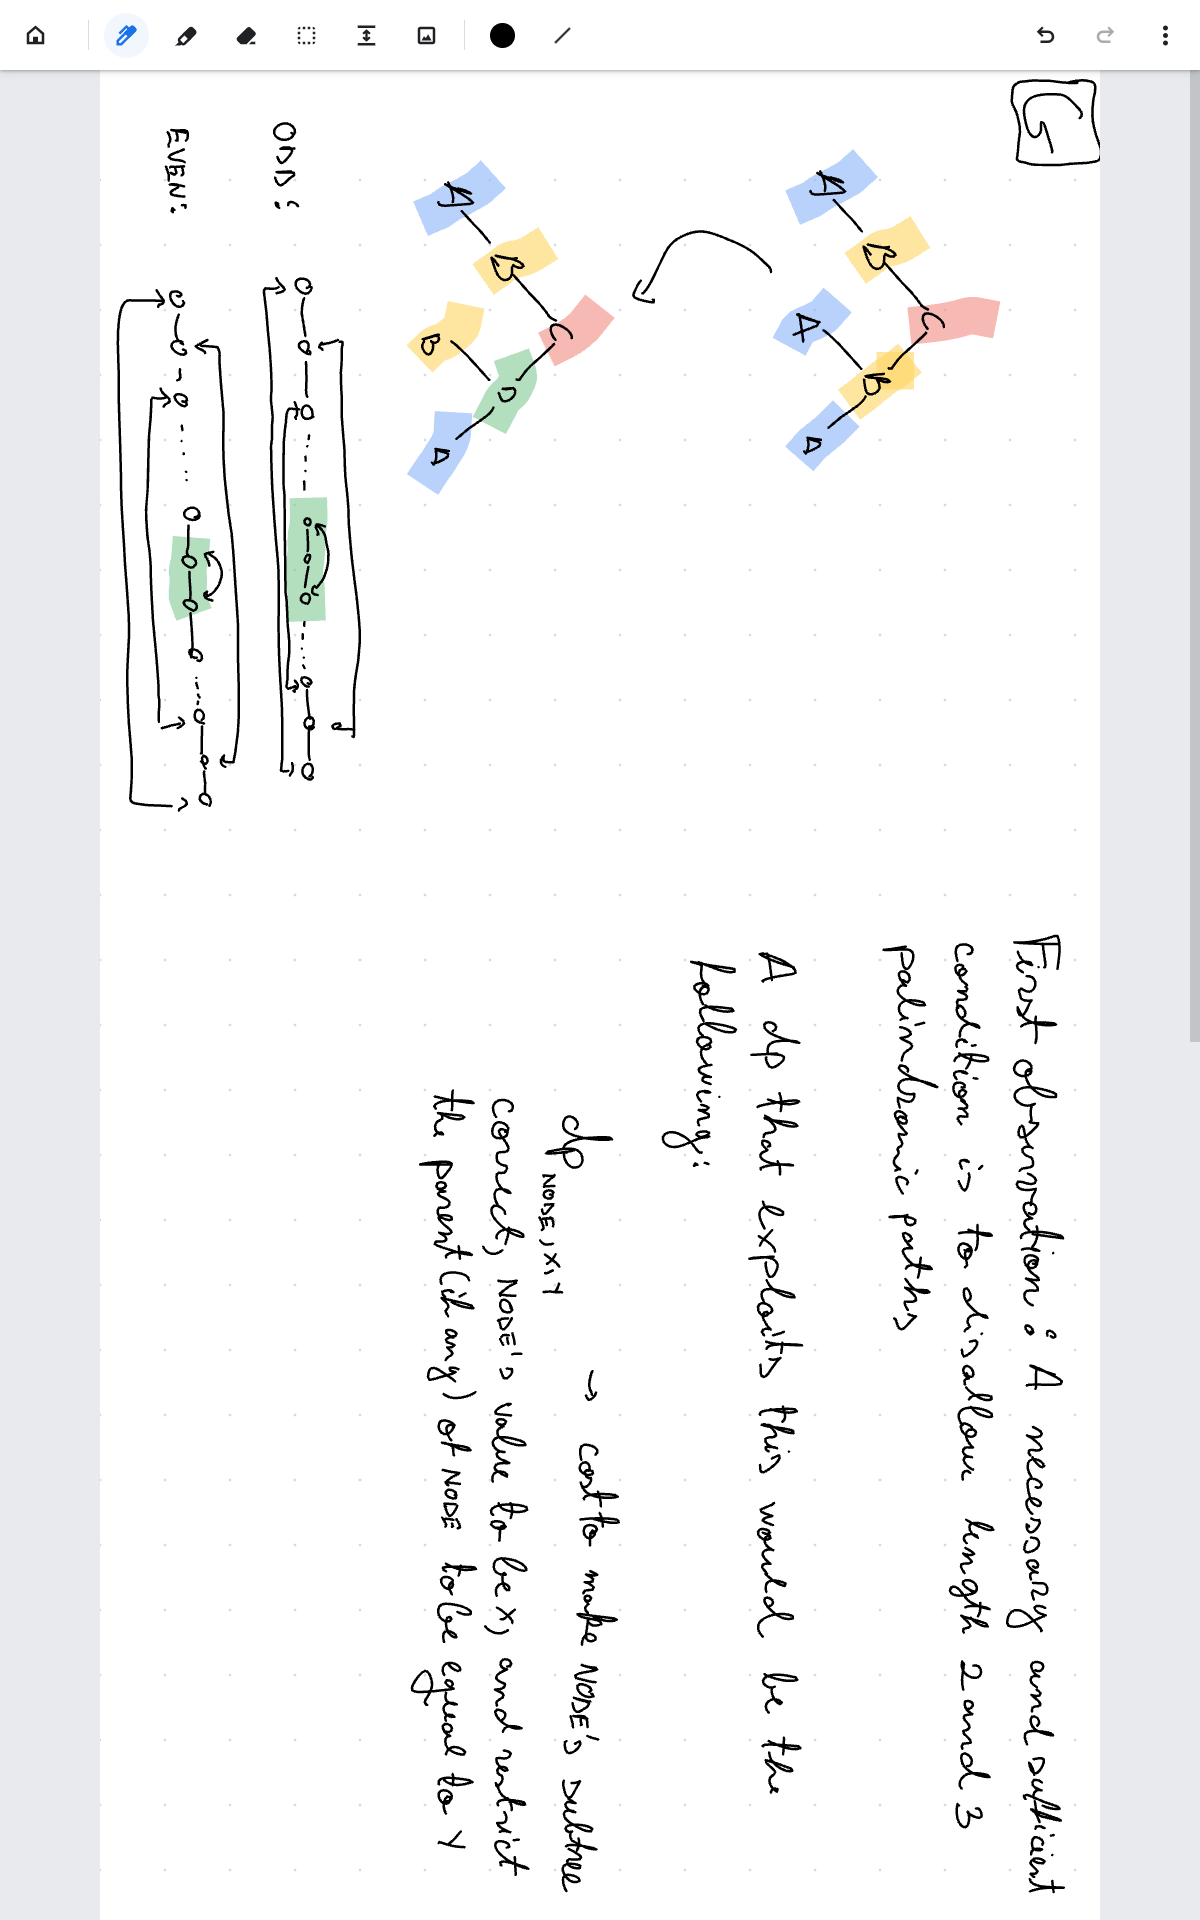 G
A
B
C
A
B
A
A
B
C
B
D
A
ODD:
EVEN:
First observation: A necessary and sufficient
condition is to disallow length 2 and 3
palindromic paths
A dp that exploits this would be the
following:
dp NODE, X, Y → cost to make NODE's subtree
correct, NODE's value to be x, and restrict
the parent (if any) of NODE to be equal to Y